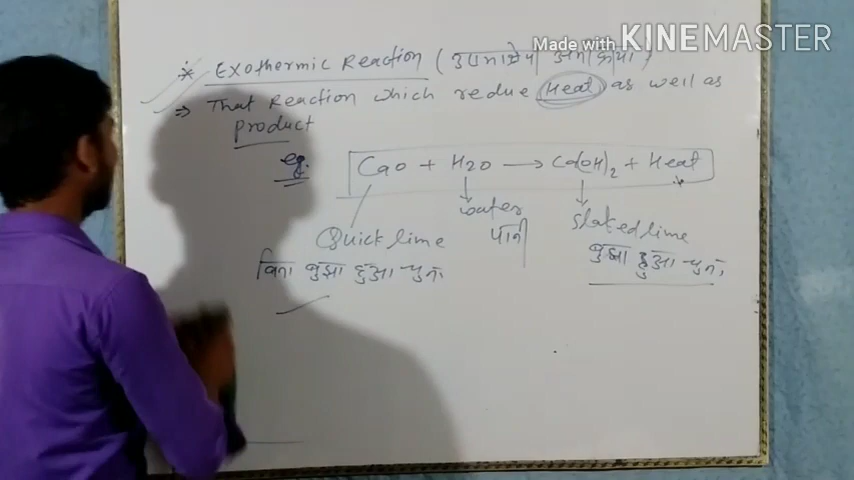 Made with KINEMASTER
* Exothermic Reaction (
⇒ That Reaction which redue Heat as well as
product
eg. CaO + H2O ⟶ Ca(OH)2 + Heat
water
Quick lime पानी Slaked lime
विना बुझा हुआ चुना बुझा हुआ चुना